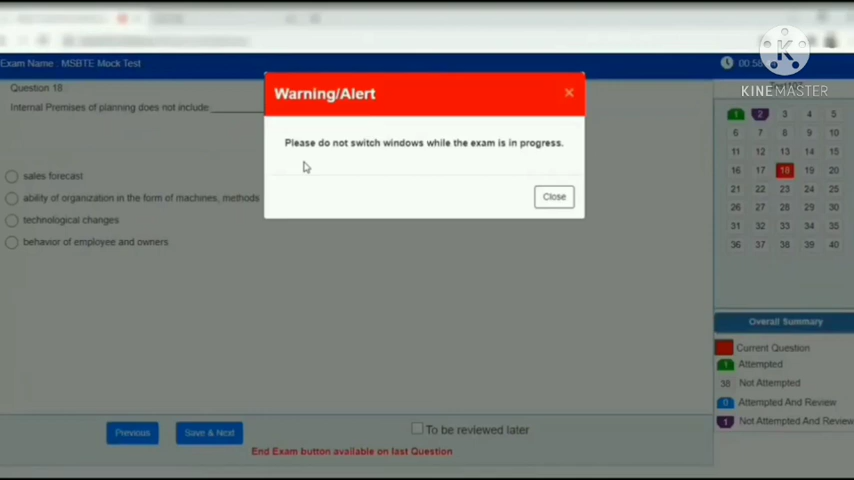 Exam Name : MSBTE Mock Test
KINEMASTER
Question 18
Internal Premises of planning does not include:
sales forecast
ability of organization in the form of machines, methods
technological changes
behavior of employee and owners
Warning/Alert
×
Please do not switch windows while the exam is in progress.
Close
1 2 3 4 5
6 7 8 9 10
11 12 13 14 15
16 17 18 19 20
21 22 23 24 25
26 27 28 29 30
31 32 33 34 35
36 37 38 39 40
Overall Summary
Current Question
1 Attempted
38 Not Attempted
0 Attempted And Review
1 Not Attempted And Review
Previous
Save & Next
To be reviewed later
End Exam button available on last Question